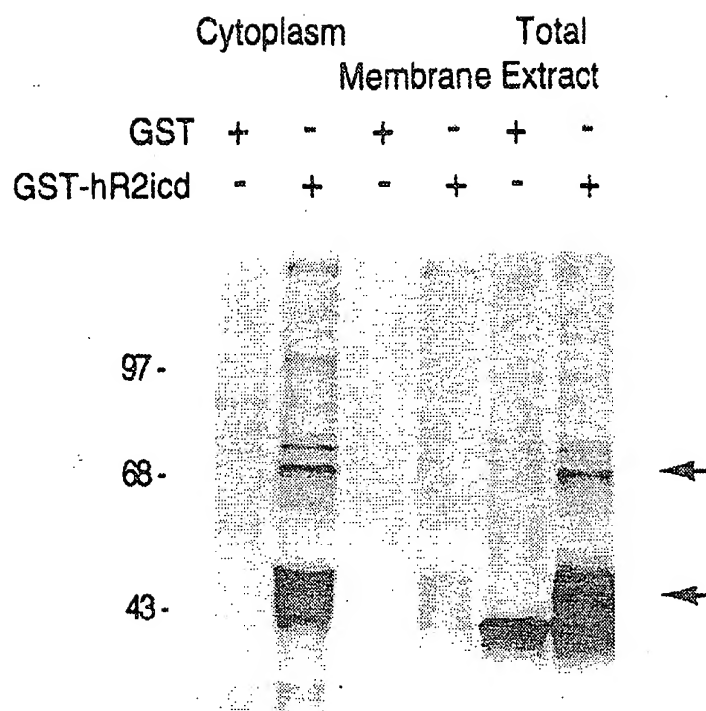 Cytoplasm Total
Membrane Extract
GST + - + - + -
GST-hR2icd - + - + - +
97-
68-
43-